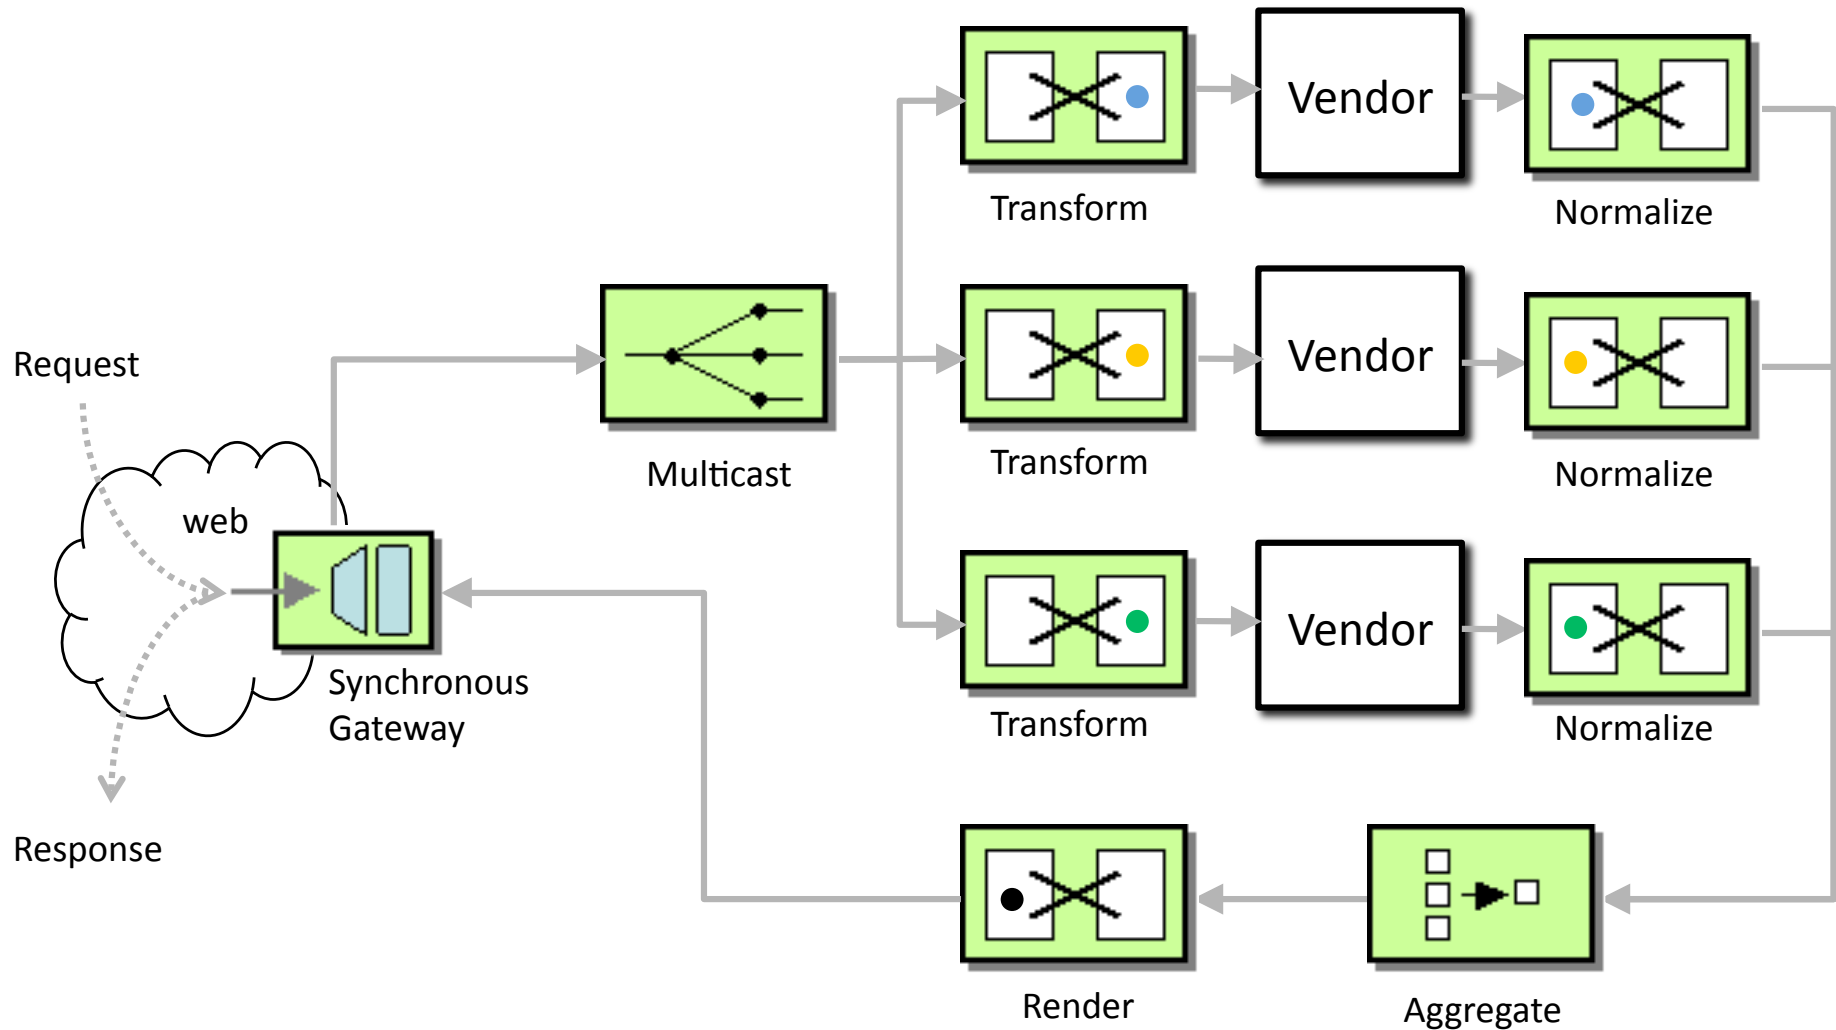 Vendor
Transform
Normalize
Vendor
Request
Multicast
Transform
Normalize
web
Vendor
Synchronous
Gateway
Transform
Normalize
Response
Render
Aggregate